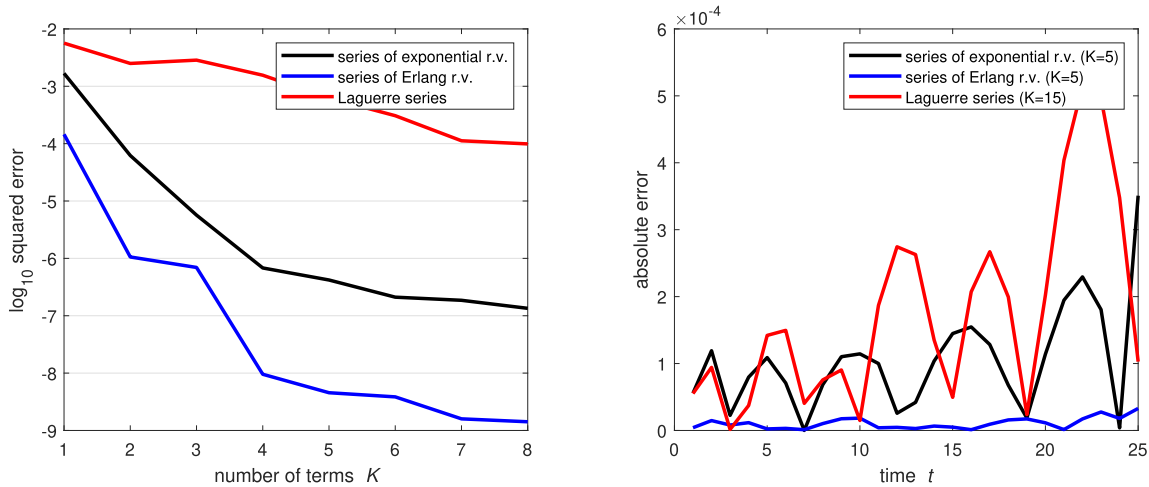 -2
-3
-4
-5
-6
-7
-8
-9
log10 squared error
1 2 3 4 5 6 7 8
number of terms K
series of exponential r.v.
series of Erlang r.v.
Laguerre series
×10-4
6
5
4
3
2
1
0
absolute error
0 5 10 15 20 25
time t
series of exponential r.v. (K=5)
series of Erlang r.v. (K=5)
Laguerre series (K=15)